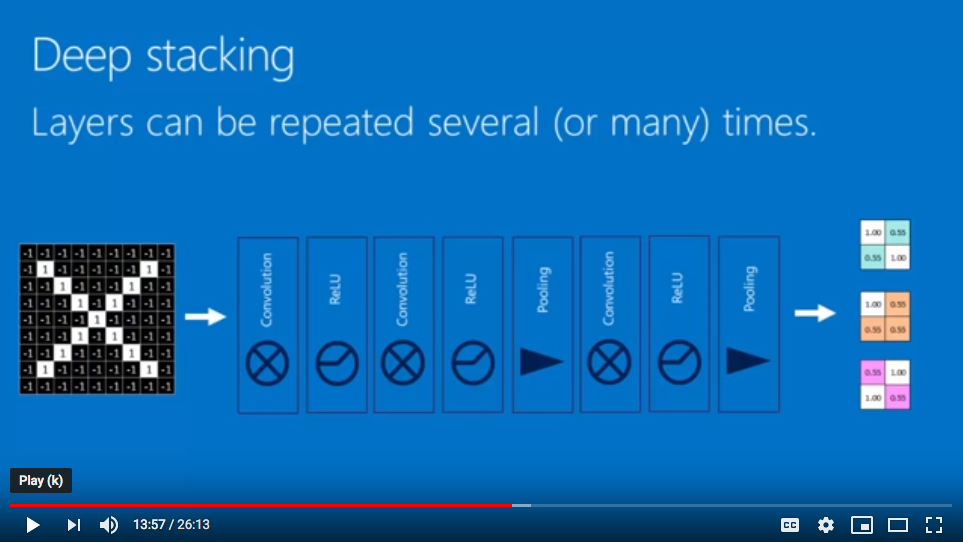 Deep stacking
Layers can be repeated several (or many) times.
-1 -1 -1 -1 -1 -1 -1 -1 -1
-1 1 -1 -1 -1 -1 -1 1 -1
-1 -1 1 -1 -1 -1 1 -1 -1
-1 -1 -1 1 -1 1 -1 -1 -1
-1 -1 -1 -1 1 -1 -1 -1 -1
-1 -1 -1 1 -1 1 -1 -1 -1
-1 -1 1 -1 -1 -1 1 -1 -1
-1 1 -1 -1 -1 -1 -1 1 -1
-1 -1 -1 -1 -1 -1 -1 -1 -1
Convolution
ReLU
Convolution
ReLU
Pooling
Convolution
ReLU
Pooling
1.00 0.55
0.55 1.00
1.00 0.55
0.55 0.55
0.55 1.00
1.00 0.55
Play (k)
13:57 / 26:13
CC